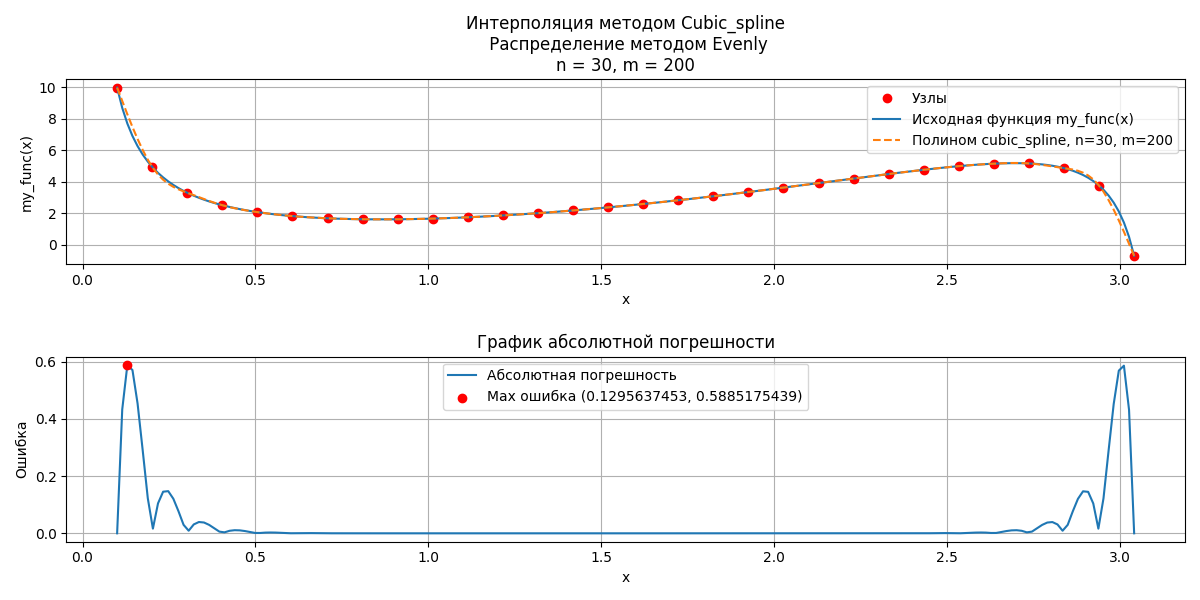 Интерполяция методом Cubic_spline
Распределение методом Evenly
n = 30, m = 200
my_func(x)
10
8
6
4
2
0
Узлы
Исходная функция my_func(x)
Полином cubic_spline, n=30, m=200
0.0 0.5 1.0 1.5 2.0 2.5 3.0
x
График абсолютной погрешности
Ошибка
0.6
0.4
0.2
0.0
Абсолютная погрешность
Max ошибка (0.1295637453, 0.5885175439)
0.0 0.5 1.0 1.5 2.0 2.5 3.0
x